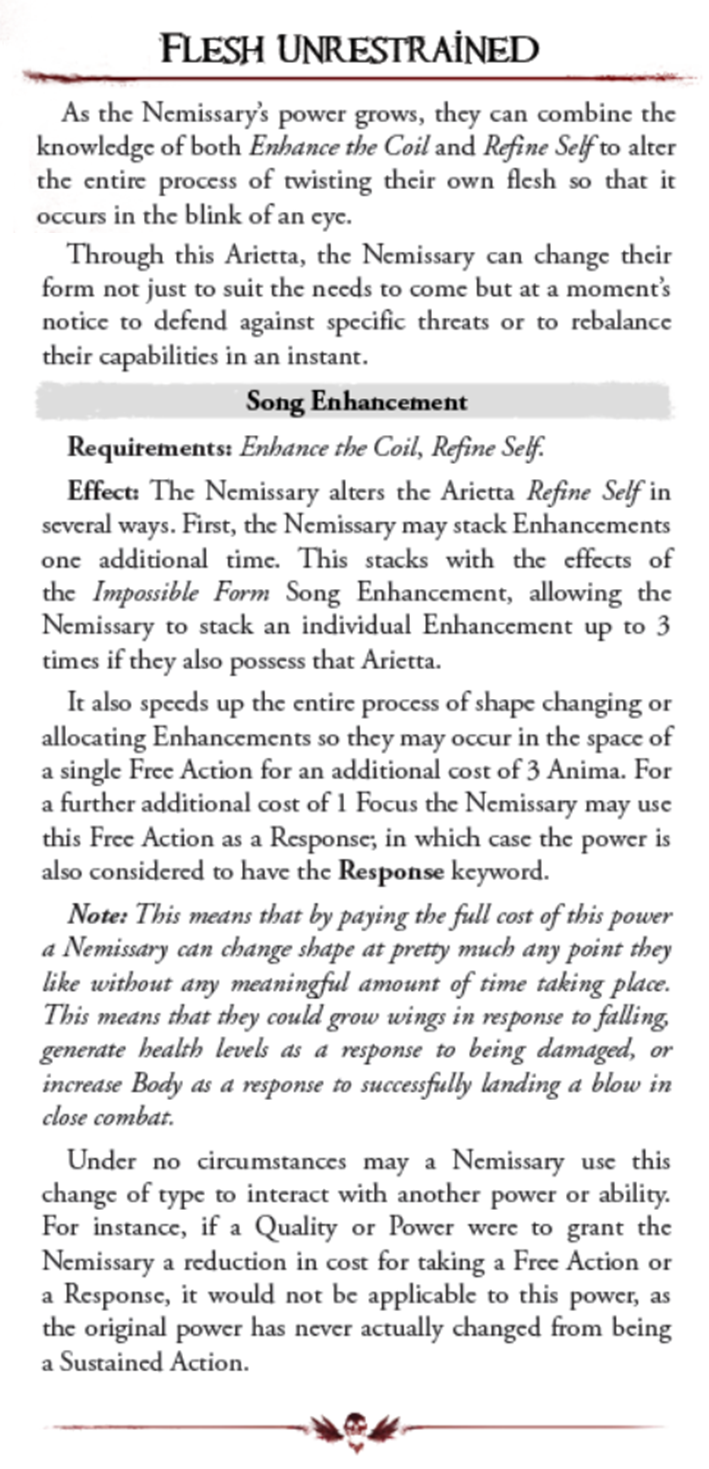 FLESH UNRESTRAINED
As the Nemissary's power grows, they can combine the
knowledge of both Enhance the Coil and Refine Self to alter
the entire process of twisting their own flesh so that it
occurs in the blink of an eye.
Through this Arietta, the Nemissary can change their
form not just to suit the needs to come but at a moment's
notice to defend against specific threats or to rebalance
their capabilities in an instant.
Song Enhancement
Requirements: Enhance the Coil, Refine Self.
Effect: The Nemissary alters the Arietta Refine Self in
several ways. First, the Nemissary may stack Enhancements
one additional time. This stacks with the effects of
the Impossible Form Song Enhancement, allowing the
Nemissary to stack an individual Enhancement up to 3
times if they also possess that Arietta.
It also speeds up the entire process of shape changing or
allocating Enhancements so they may occur in the space of
a single Free Action for an additional cost of 3 Anima. For
a further additional cost of 1 Focus the Nemissary may use
this Free Action as a Response; in which case the power is
also considered to have the Response keyword.
Note: This means that by paying the full cost of this power
a Nemissary can change shape at pretty much any point they
like without any meaningful amount of time taking place.
This means that they could grow wings in response to falling,
generate health levels as a response to being damaged, or
increase Body as a response to successfully landing a blow in
close combat.
Under no circumstances may a Nemissary use this
change of type to interact with another power or ability.
For instance, if a Quality or Power were to grant the
Nemissary a reduction in cost for taking a Free Action or
a Response, it would not be applicable to this power, as
the original power has never actually changed from being
a Sustained Action.